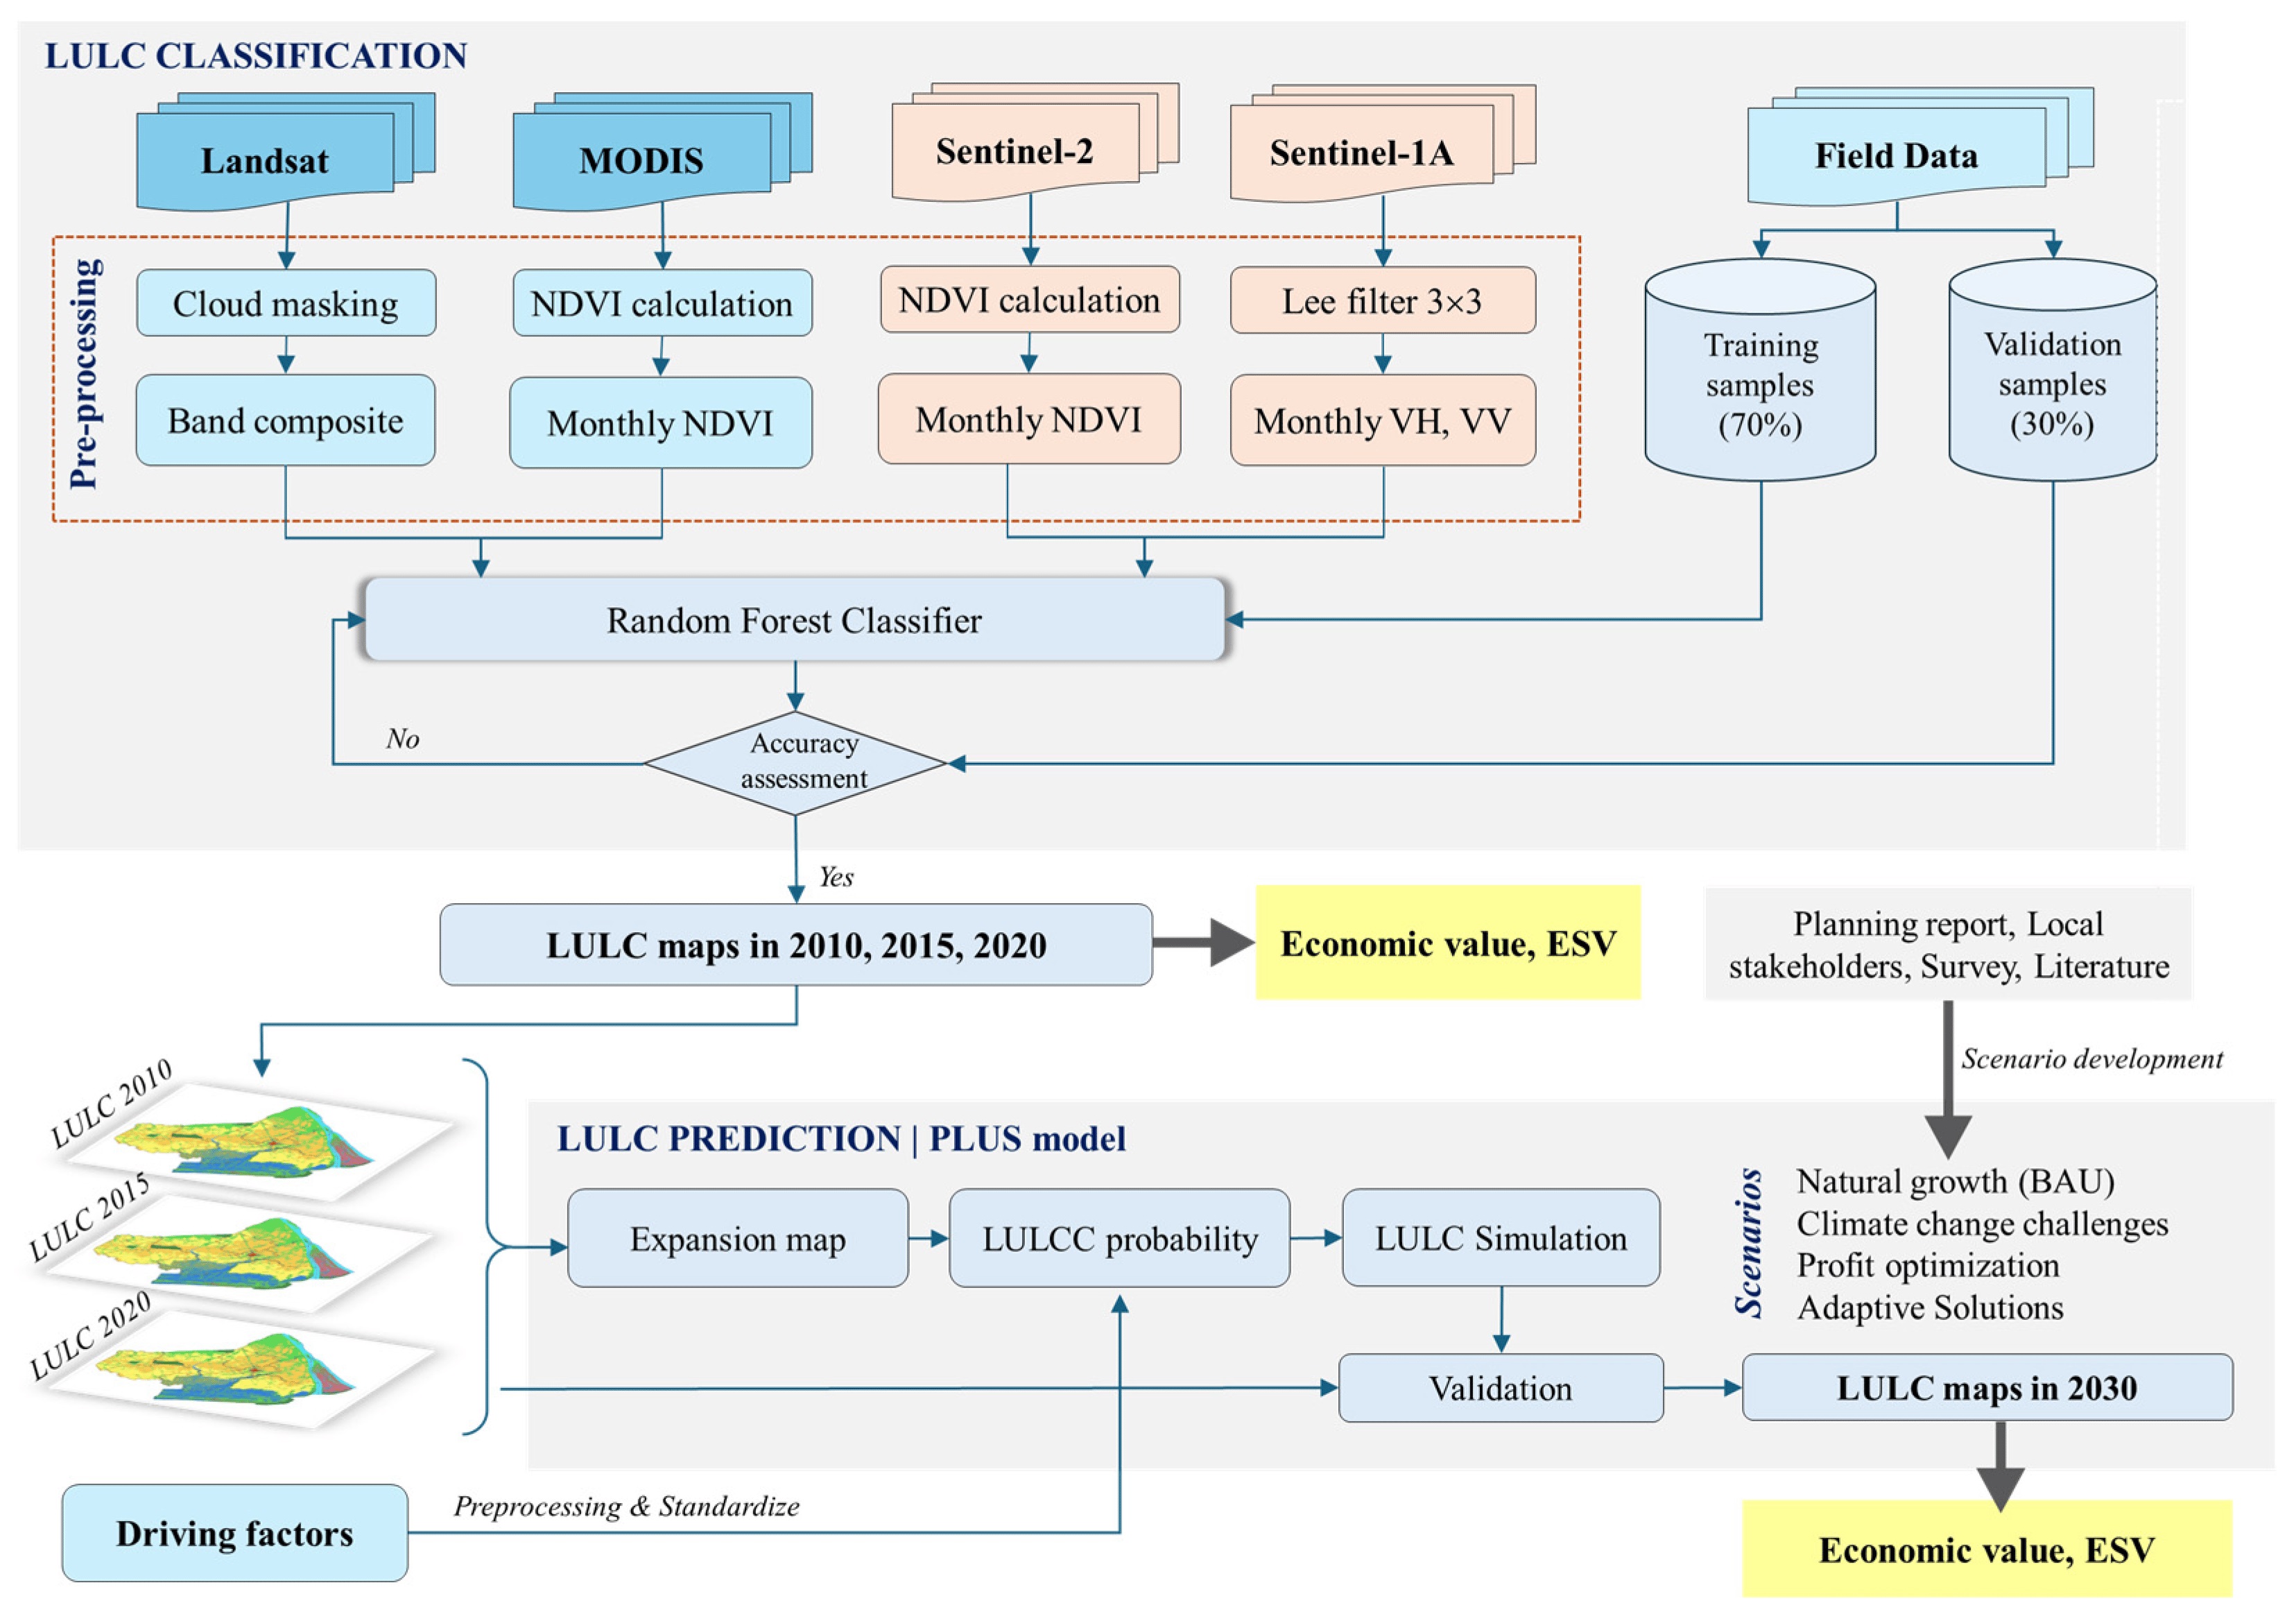 LULC CLASSIFICATION
Landsat
MODIS
Sentinel-2
Sentinel-1A
Field Data
Pre-processing
Cloud masking
NDVI calculation
NDVI calculation
Lee filter 3×3
Band composite
Monthly NDVI
Monthly NDVI
Monthly VH, VV
Training
samples
(70%)
Validation
samples
(30%)
Random Forest Classifier
Accuracy
assessment
No
Yes
LULC maps in 2010, 2015, 2020
Economic value, ESV
Planning report, Local
stakeholders, Survey, Literature
Scenario development
LULC 2010
LULC 2015
LULC 2020
LULC PREDICTION | PLUS model
Expansion map
LULCC probability
LULC Simulation
Validation
Scenarios
Natural growth (BAU)
Climate change challenges
Profit optimization
Adaptive Solutions
LULC maps in 2030
Driving factors
Preprocessing & Standardize
Economic value, ESV